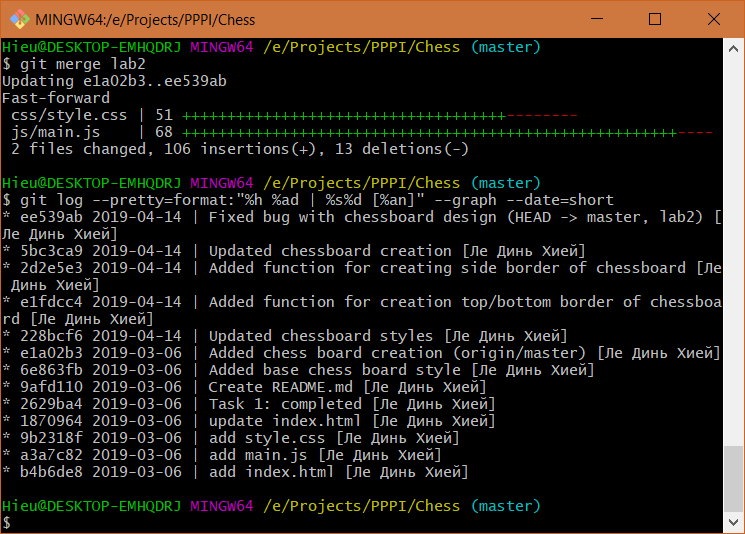 MINGW64:/e/Projects/PPPI/Chess
Hieu@DESKTOP-EMHQDRJ MINGW64 /e/Projects/PPPI/Chess (master)
$ git merge lab2
Updating e1a02b3..ee539ab
Fast-forward
 css/style.css | 51 ++++++++++++++++++++++++++++++++++++--------
 js/main.js    | 68 +++++++++++++++++++++++++++++++++++++++++++++++++++++++----
 2 files changed, 106 insertions(+), 13 deletions(-)
Hieu@DESKTOP-EMHQDRJ MINGW64 /e/Projects/PPPI/Chess (master)
$ git log --pretty=format:"%h %ad | %s%d [%an]" --graph --date=short
* ee539ab 2019-04-14 | Fixed bug with chessboard design (HEAD -> master, lab2) [
Ле Динь Хией]
* 5bc3ca9 2019-04-14 | Updated chessboard creation [Ле Динь Хией]
* 2d2e5e3 2019-04-14 | Added function for creating side border of chessboard [Ле
 Динь Хией]
* e1fdcc4 2019-04-14 | Added function for creation top/bottom border of chessboa
rd [Ле Динь Хией]
* 228bcf6 2019-04-14 | Updated chessboard styles [Ле Динь Хией]
* e1a02b3 2019-03-06 | Added chess board creation (origin/master) [Ле Динь Хией]
* 6e863fb 2019-03-06 | Added base chess board style [Ле Динь Хией]
* 9afd110 2019-03-06 | Create README.md [Ле Динь Хией]
* 2629ba4 2019-03-06 | Task 1: completed [Ле Динь Хией]
* 1870964 2019-03-06 | update index.html [Ле Динь Хией]
* 9b2318f 2019-03-06 | add style.css [Ле Динь Хией]
* a3a7c82 2019-03-06 | add main.js [Ле Динь Хией]
* b4b6de8 2019-03-06 | add index.html [Ле Динь Хией]
Hieu@DESKTOP-EMHQDRJ MINGW64 /e/Projects/PPPI/Chess (master)
$